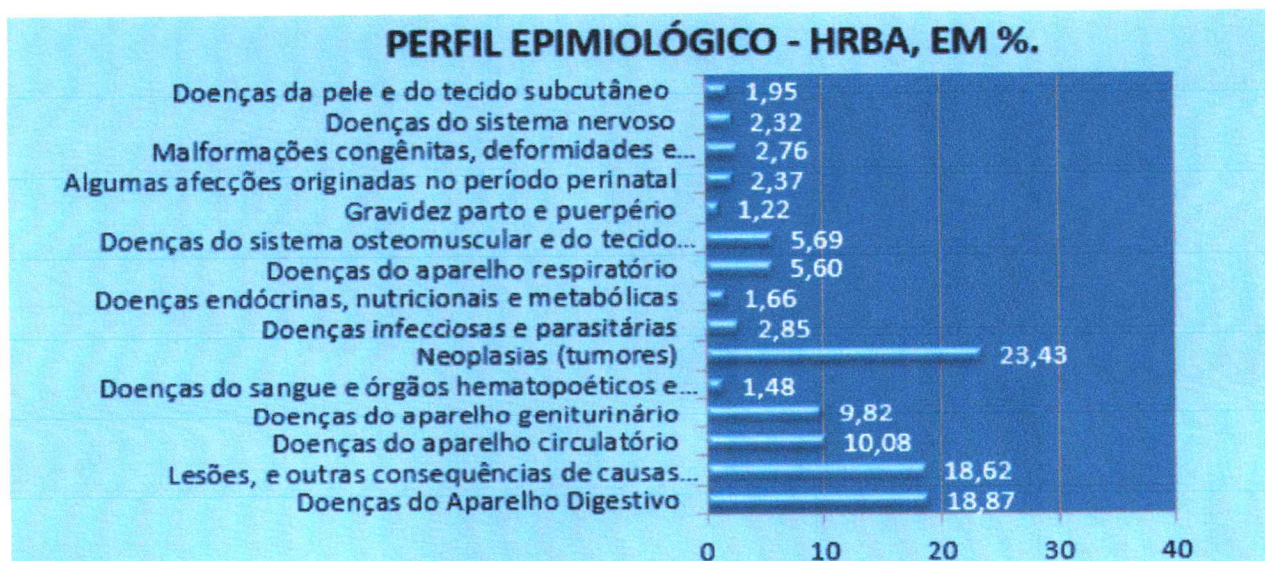 PERFIL EPIMIOLÓGICO - HRBA, EM %.
Doenças da pele e do tecido subcutâneo 1,95
Doenças do sistema nervoso 2,32
Malformações congênitas, deformidades e... 2,76
Algumas afecções originadas no período perinatal 2,37
Gravidez parto e puerpério 1,22
Doenças do sistema osteomuscular e do tecido... 5,69
Doenças do aparelho respiratório 5,60
Doenças endócrinas, nutricionais e metabólicas 1,66
Doenças infecciosas e parasitárias 2,85
Neoplasias (tumores) 23,43
Doenças do sangue e órgãos hematopoéticos e... 1,48
Doenças do aparelho geniturinário 9,82
Doenças do aparelho circulatório 10,08
Lesões, e outras consequências de causas... 18,62
Doenças do Aparelho Digestivo 18,87
0 10 20 30 40